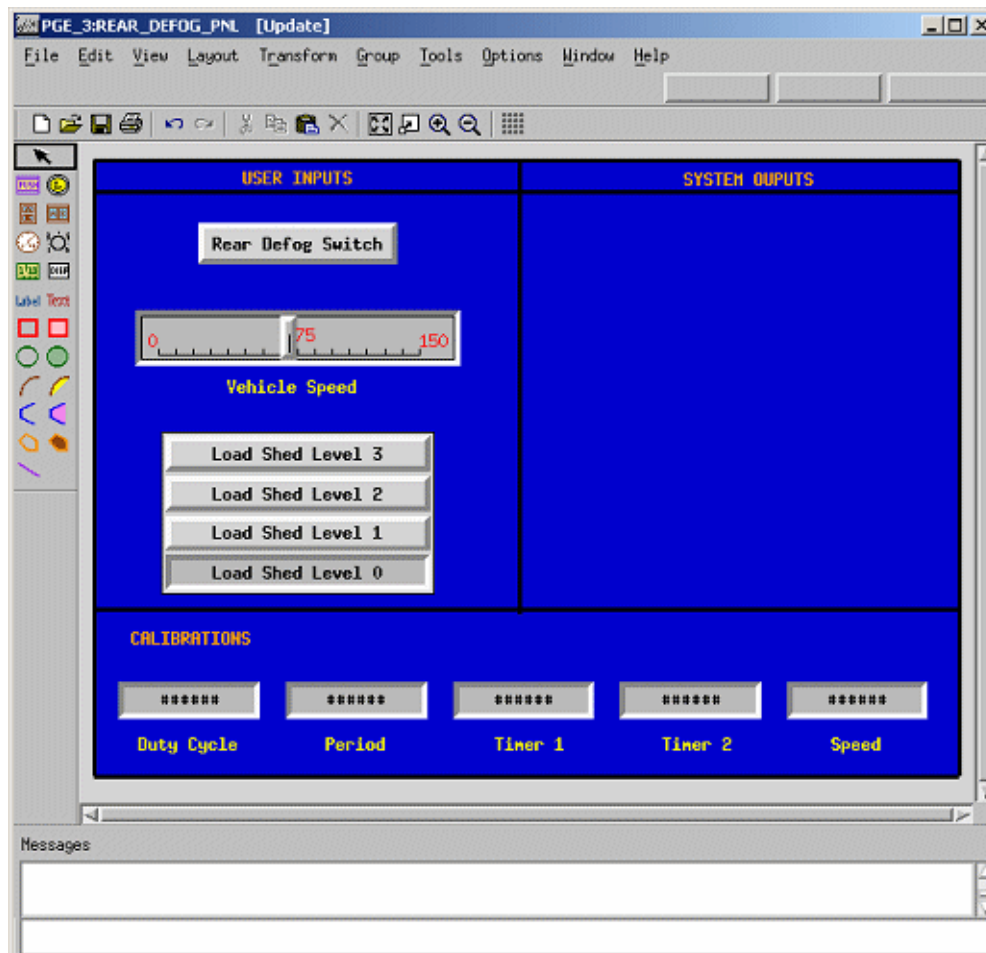 PGE_3:REAR_DEFOG_PNL [Update]
File Edit View Layout Transform Group Tools Options Window Help
USER INPUTS
SYSTEM OUPUTS
Rear Defog Switch
0 75 150
Vehicle Speed
Load Shed Level 3
Load Shed Level 2
Load Shed Level 1
Load Shed Level 0
Label Text
CALIBRATIONS
###### ###### ###### ###### ######
Duty Cycle Period Timer 1 Timer 2 Speed
Messages